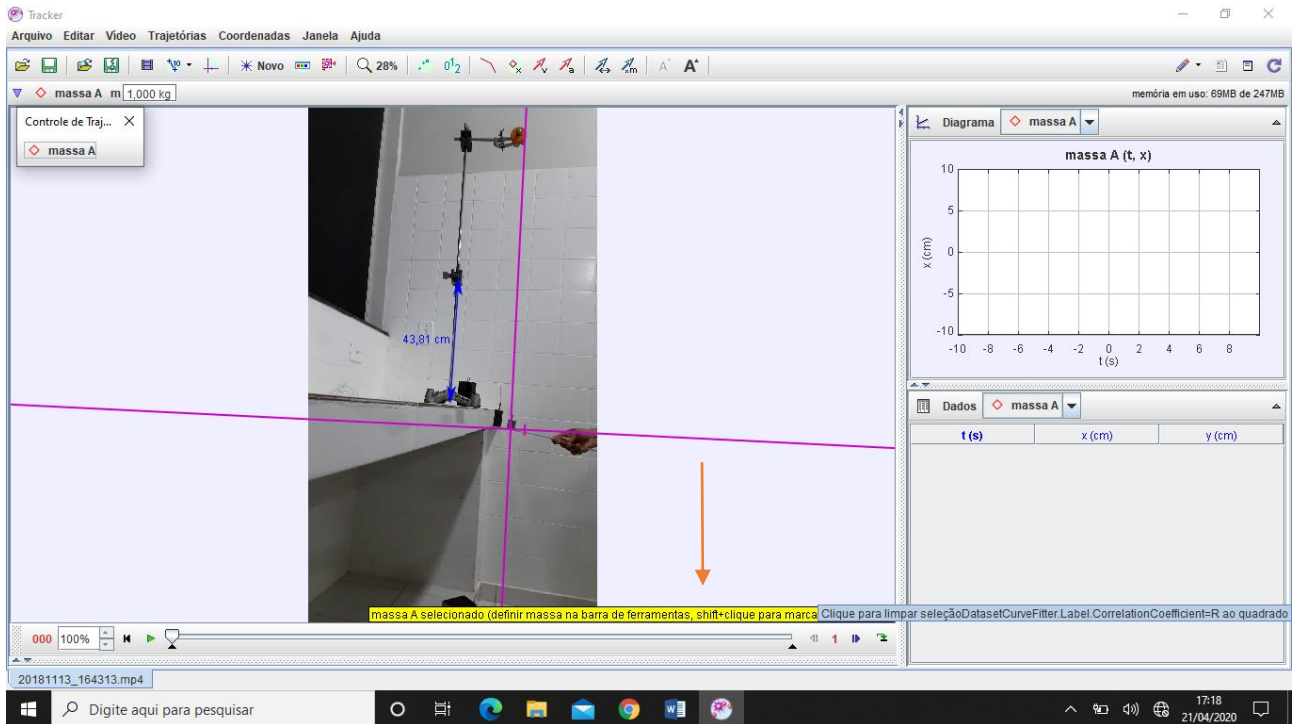 Tracker
Arquivo Editar Video Trajetórias Coordenadas Janela Ajuda
Novo 28%
massa A m 1,000 kg memória em uso: 69MB de 247MB
Controle de Traj...
massa A
43,81 cm
Diagrama massa A
massa A (t, x)
10
5
0
-5
-10
x (cm)
-10 -8 -6 -4 -2 0 2 4 6 8
t (s)
Dados massa A
t (s) x (cm) y (cm)
massa A selecionado (definir massa na barra de ferramentas, shift+clique para marca
Clique para limpar seleçãoDatasetCurveFitter.Label.CorrelationCoefficient=R ao quadrado
000 100% 1
20181113_164313.mp4
Digite aqui para pesquisar
17:18
21/04/2020